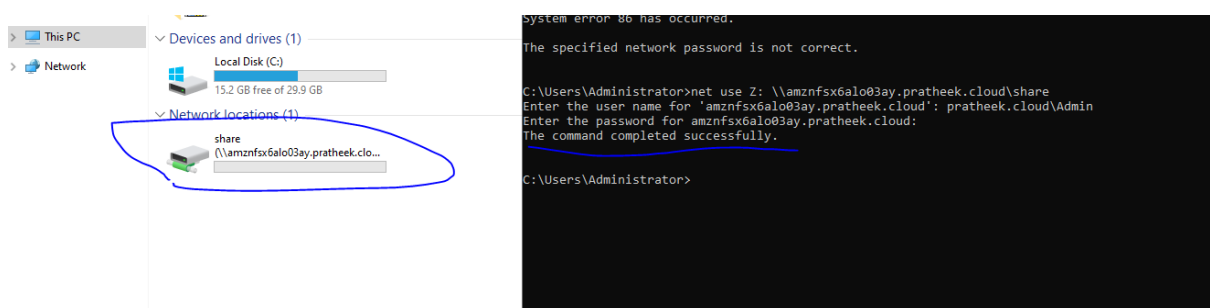 This PC
Network
Devices and drives (1)
Local Disk (C:)
15.2 GB free of 29.9 GB
Network locations (1)
share
(\\amznfsx6alo03ay.pratheek.clo...
System error 86 has occurred.
The specified network password is not correct.
C:\Users\Administrator>net use Z: \\amznfsx6alo03ay.pratheek.cloud\share
Enter the user name for 'amznfsx6alo03ay.pratheek.cloud': pratheek.cloud\Admin
Enter the password for amznfsx6alo03ay.pratheek.cloud:
The command completed successfully.
C:\Users\Administrator>